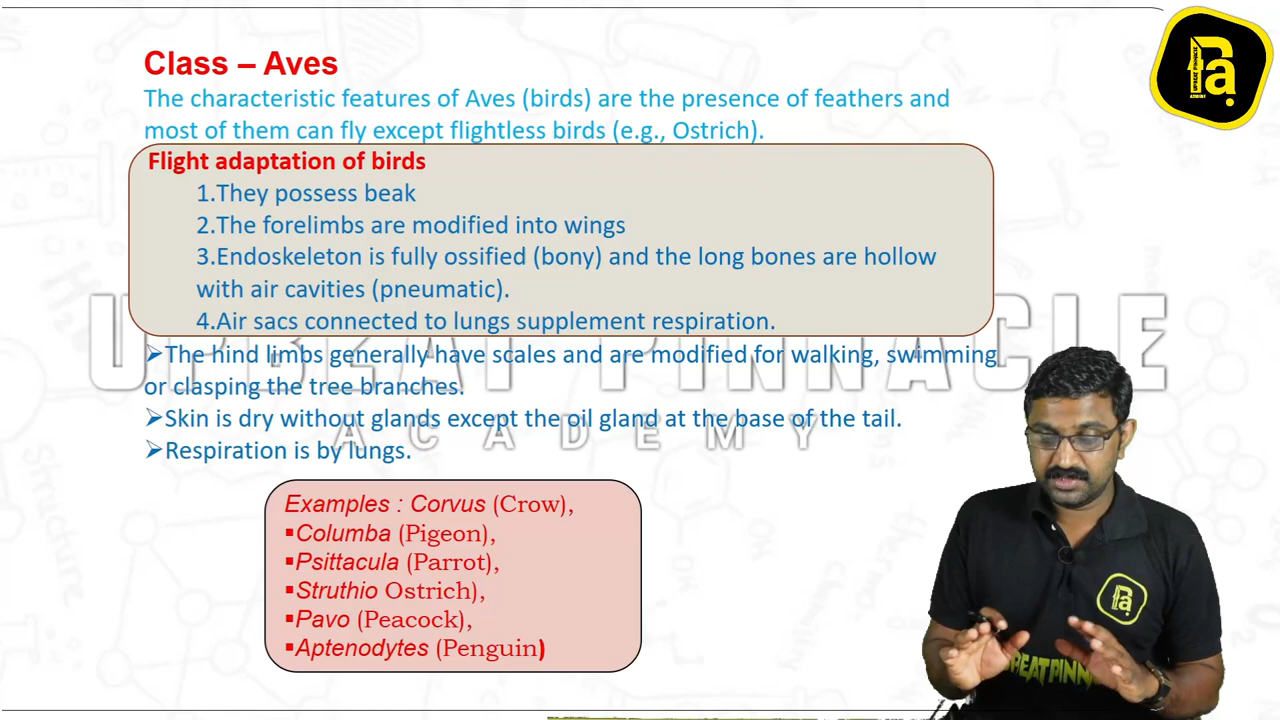 Class – Aves
The characteristic features of Aves (birds) are the presence of feathers and
most of them can fly except flightless birds (e.g., Ostrich).
Flight adaptation of birds
1.They possess beak
2.The forelimbs are modified into wings
3.Endoskeleton is fully ossified (bony) and the long bones are hollow
with air cavities (pneumatic).
4.Air sacs connected to lungs supplement respiration.
➢The hind limbs generally have scales and are modified for walking, swimming
or clasping the tree branches.
➢Skin is dry without glands except the oil gland at the base of the tail.
➢Respiration is by lungs.
UPBEAT PINNACLE
ACADEMY
Examples : Corvus (Crow),
▪Columba (Pigeon),
▪Psittacula (Parrot),
▪Struthio Ostrich),
▪Pavo (Peacock),
▪Aptenodytes (Penguin)